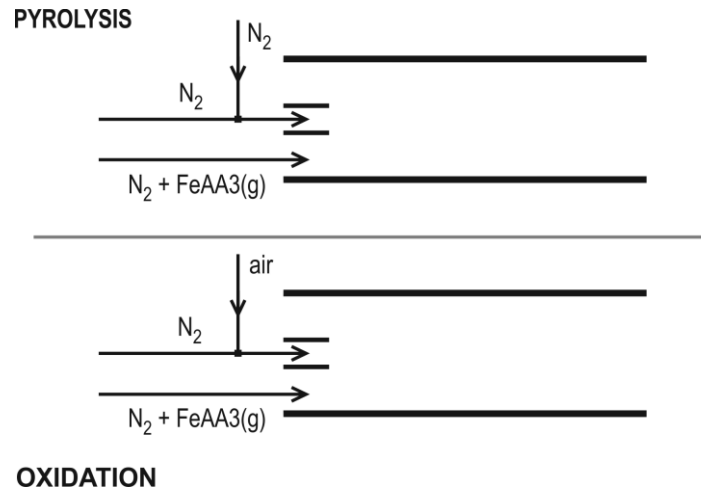 PYROLYSIS
N₂
N₂
N₂ + FeAA3(g)
air
N₂
N₂ + FeAA3(g)
OXIDATION